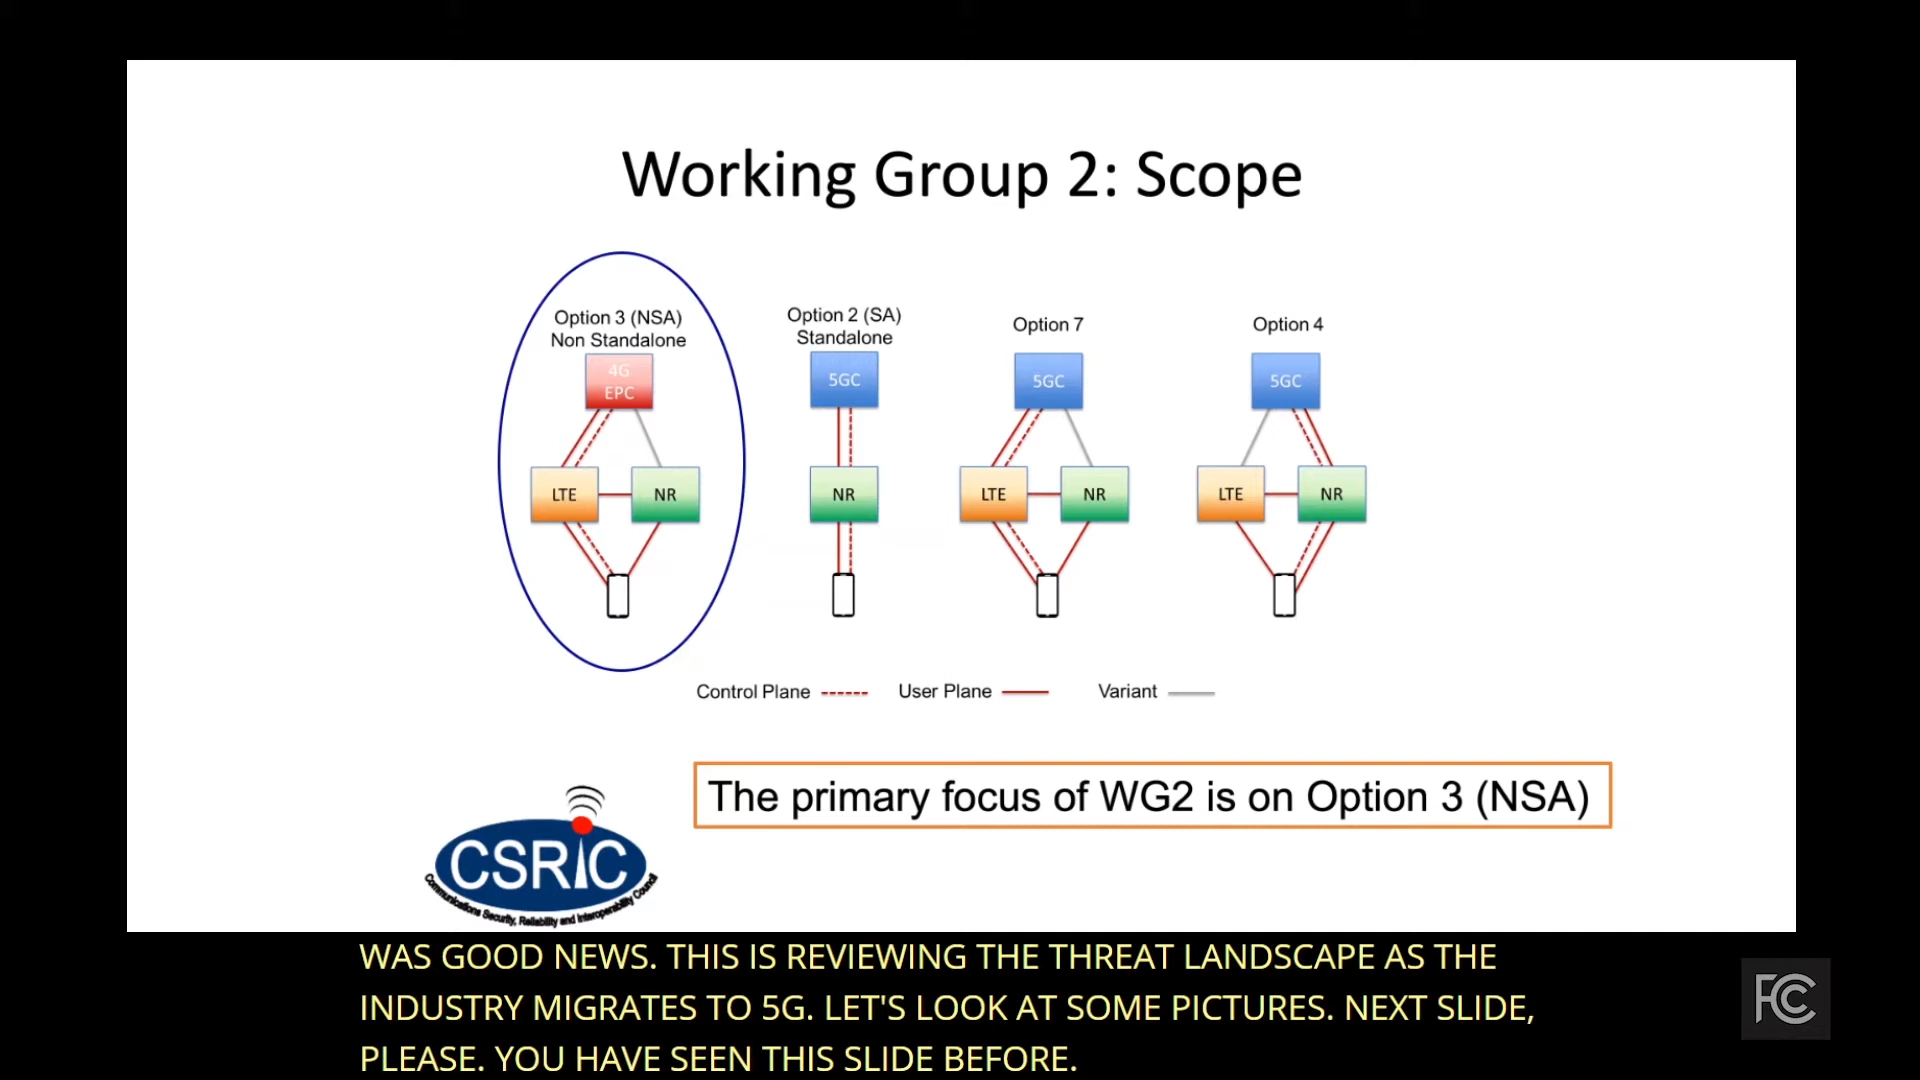 Working Group 2: Scope
Option 3 (NSA)
Non Standalone
Option 2 (SA)
Standalone
Option 7
Option 4
4G
EPC
5GC
5GC
5GC
LTE
NR
NR
LTE
NR
LTE
NR
Control Plane
User Plane
Variant
The primary focus of WG2 is on Option 3 (NSA)
CSRIC
Communications Security, Reliability and Interoperability Council
WAS GOOD NEWS. THIS IS REVIEWING THE THREAT LANDSCAPE AS THE
INDUSTRY MIGRATES TO 5G. LET'S LOOK AT SOME PICTURES. NEXT SLIDE,
PLEASE. YOU HAVE SEEN THIS SLIDE BEFORE.
FCC